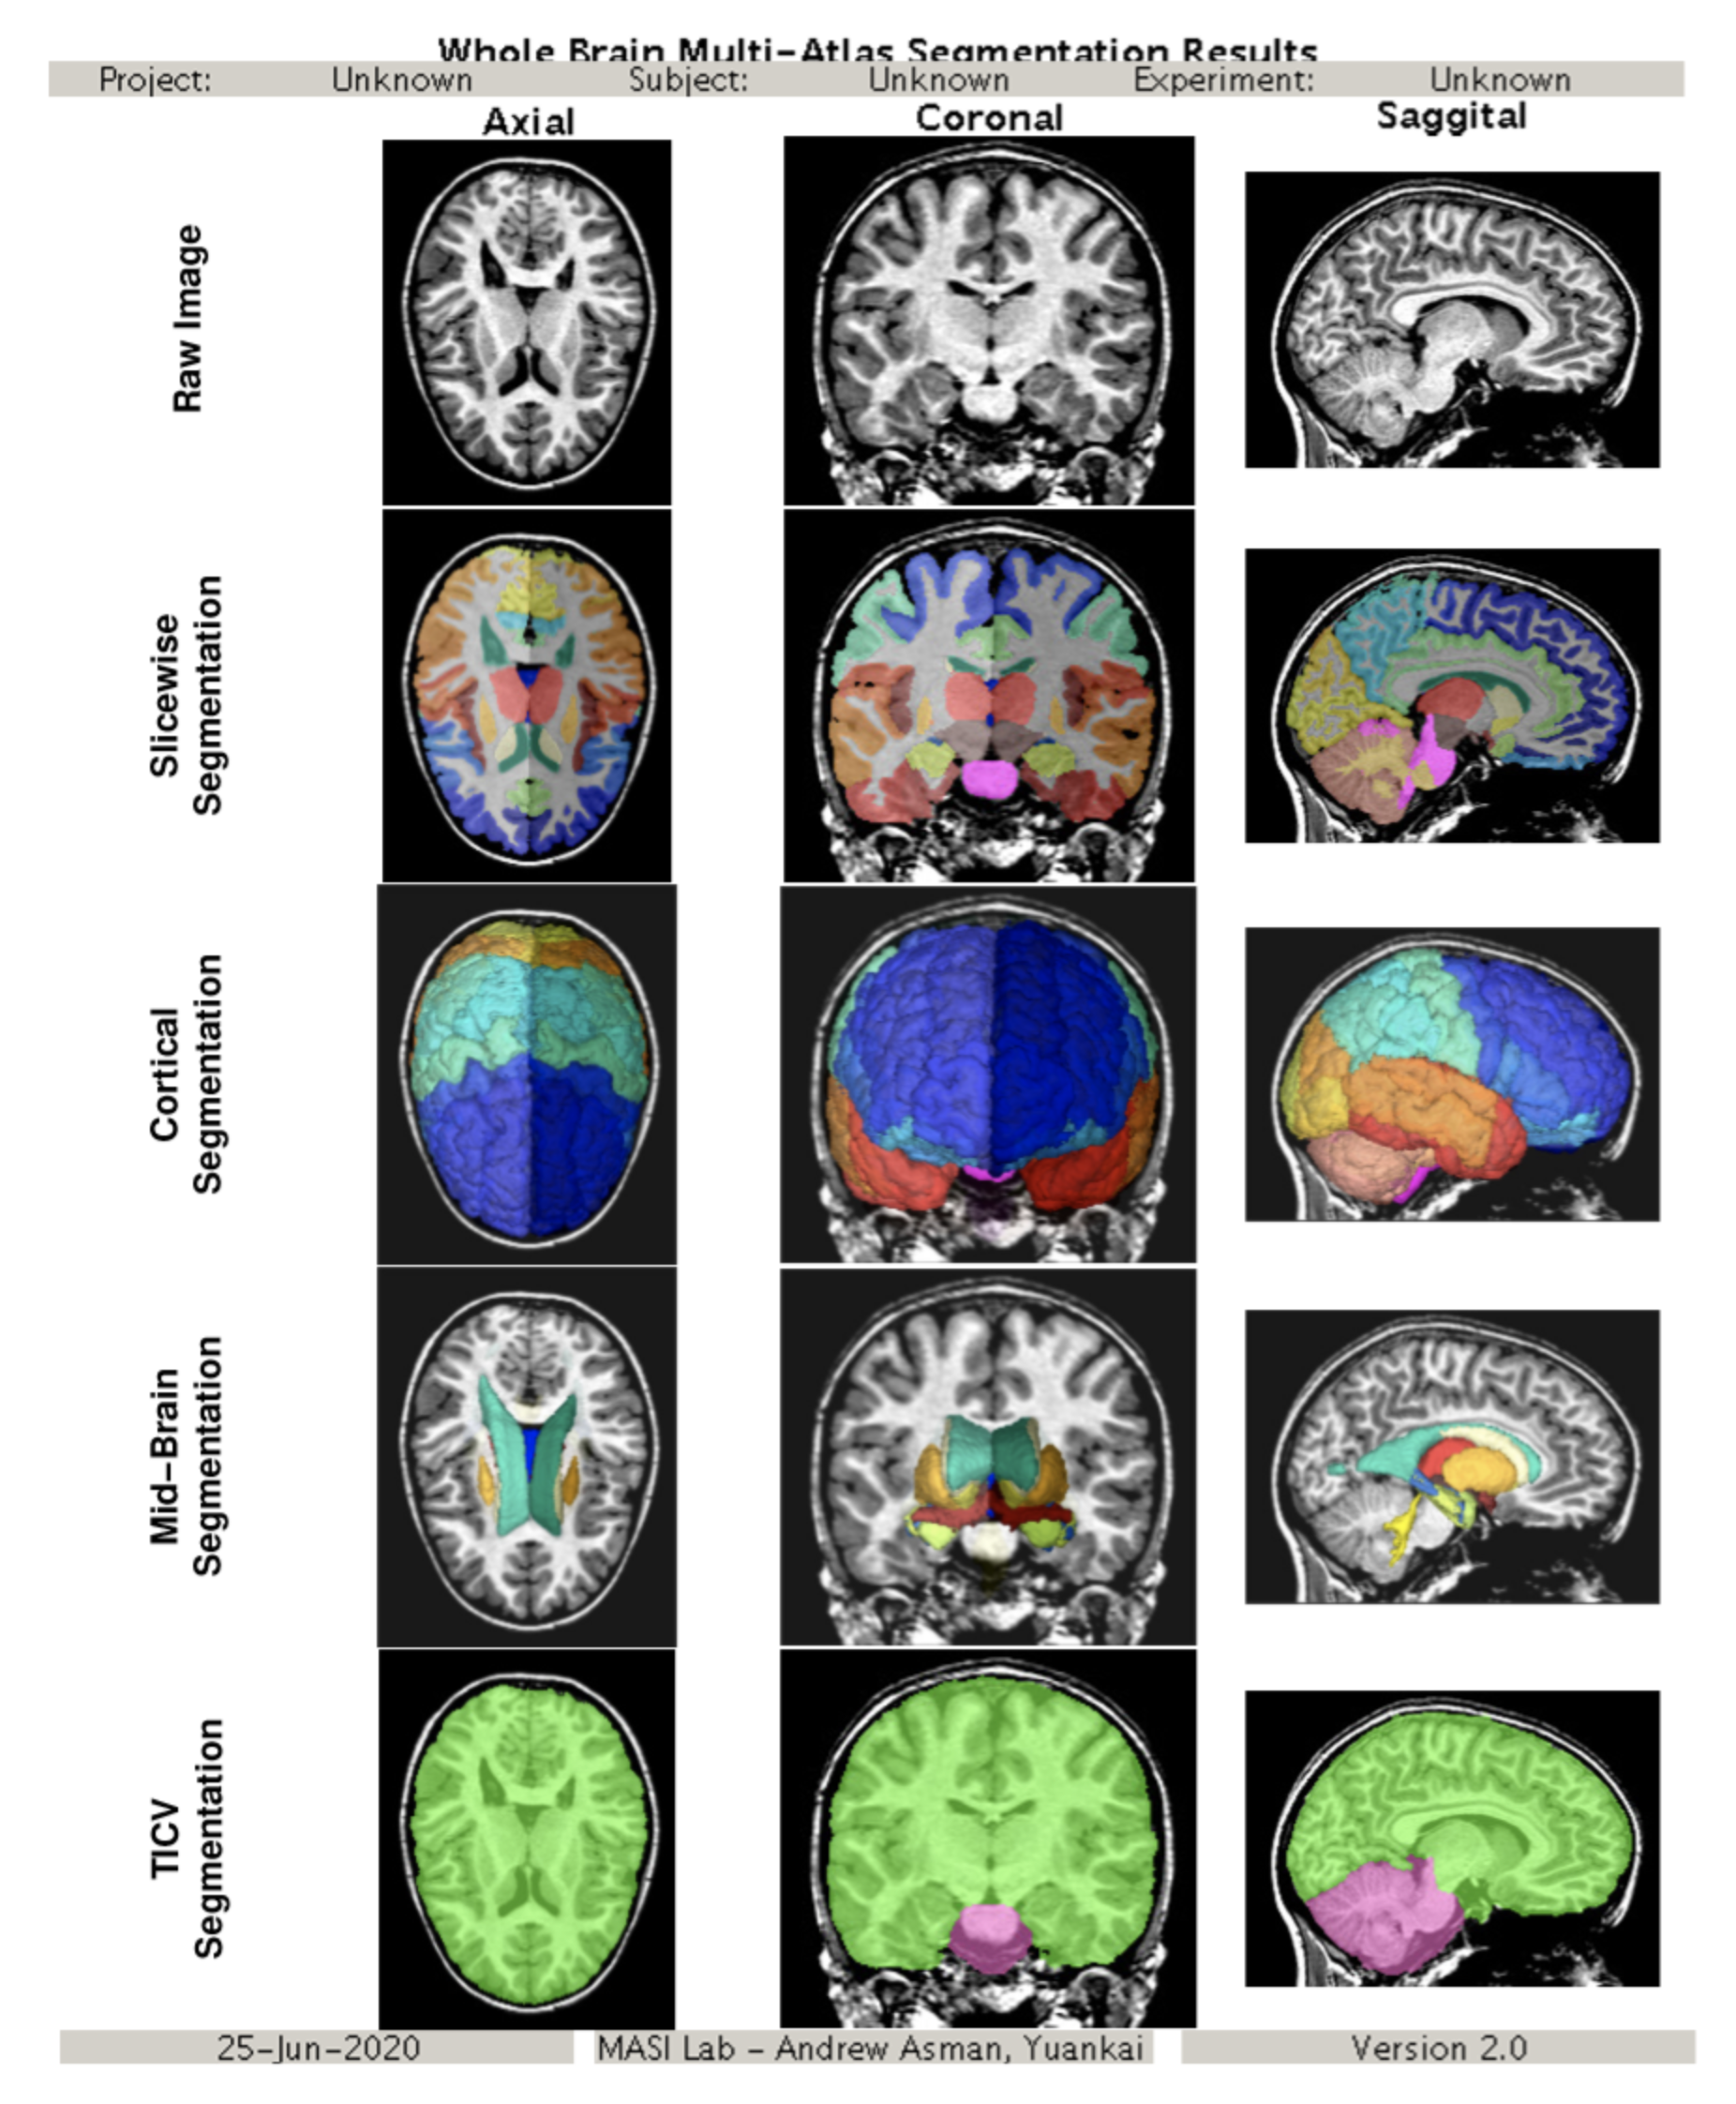 Whole Brain Multi-Atlas Segmentation Results
Project: Unknown Subject: Unknown Experiment: Unknown
Axial Coronal Saggital
Raw Image
Slicewise
Segmentation
Cortical
Segmentation
Mid-Brain
Segmentation
TICV
Segmentation
25-Jun-2020 MASI Lab - Andrew Asman, Yuankai Version 2.0